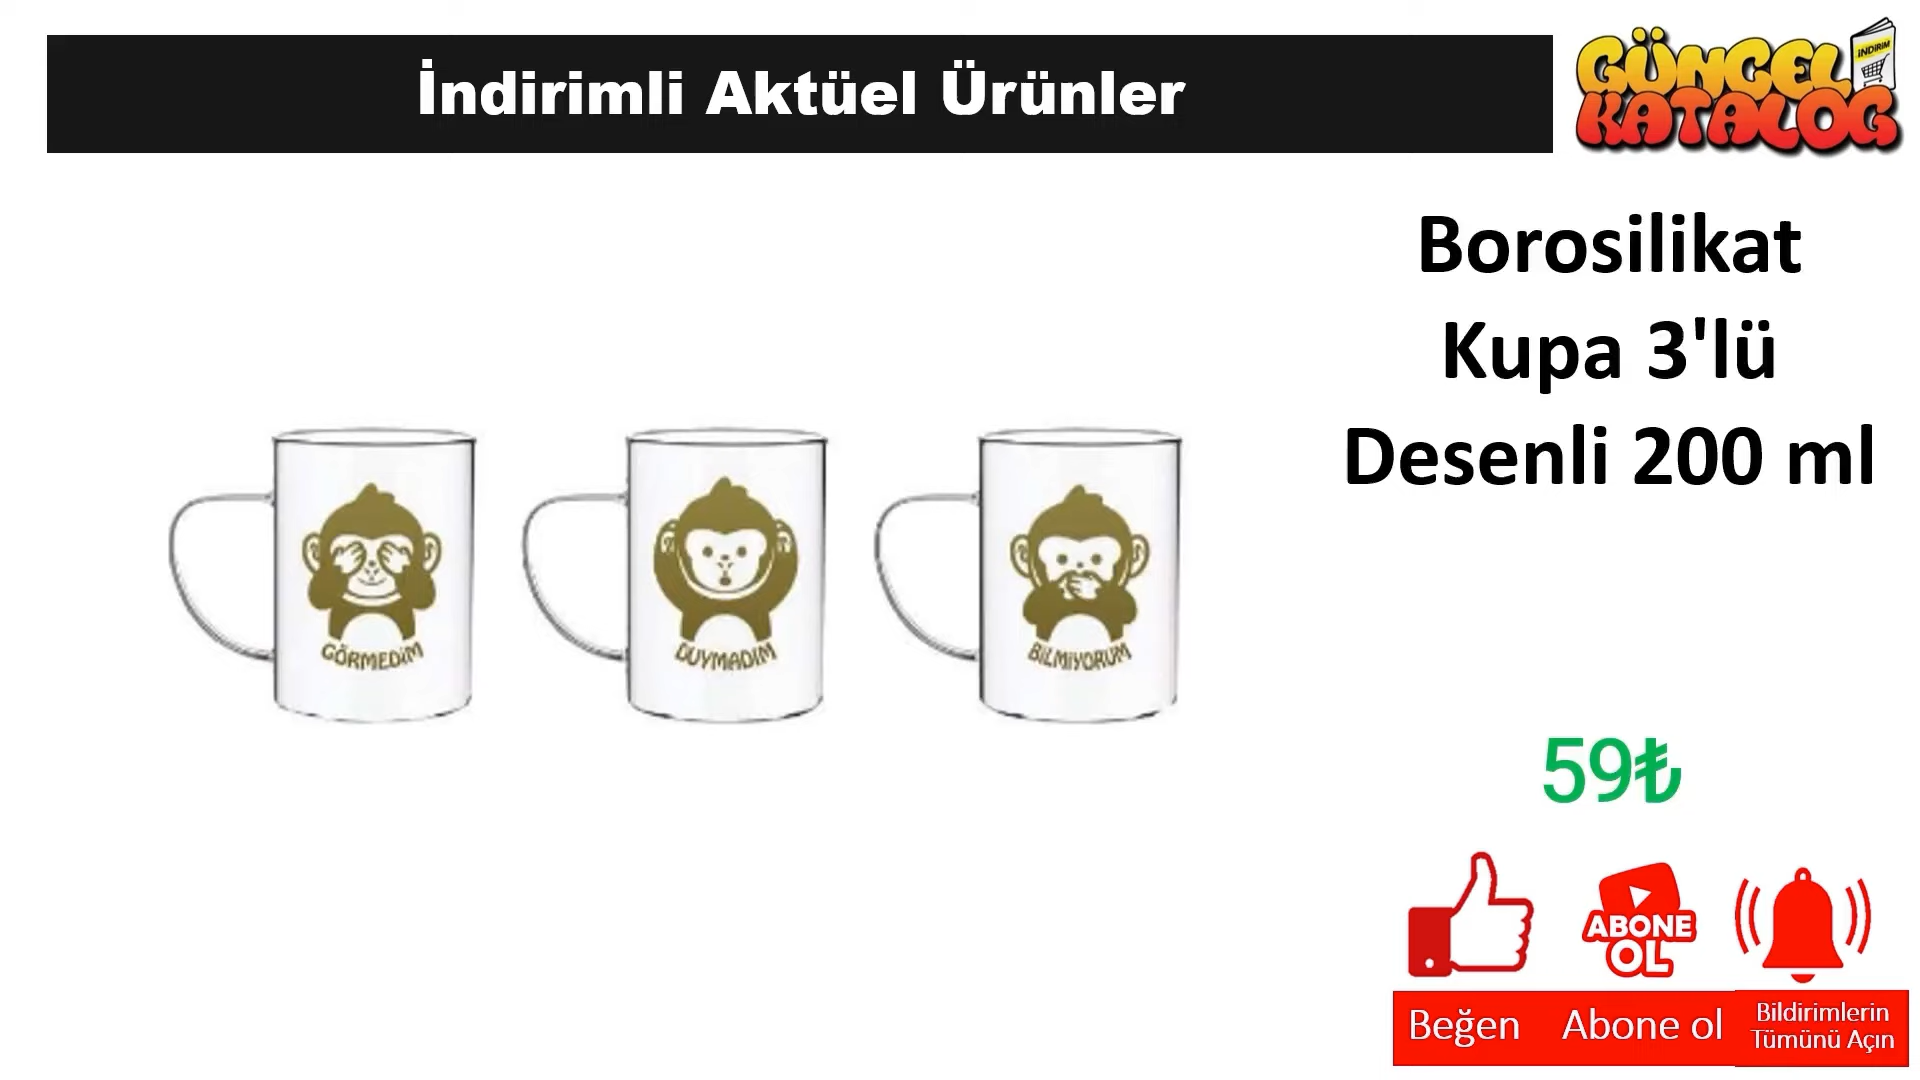 İndirimli Aktüel Ürünler
GÜNCEL
KATALOG
İNDİRİM
Borosilikat
Kupa 3'lü
Desenli 200 ml
GÖRMEDİM
DUYMADIM
BİLMİYORUM
59₺
ABONE
OL
Beğen
Abone ol
Bildirimlerin
Tümünü Açın